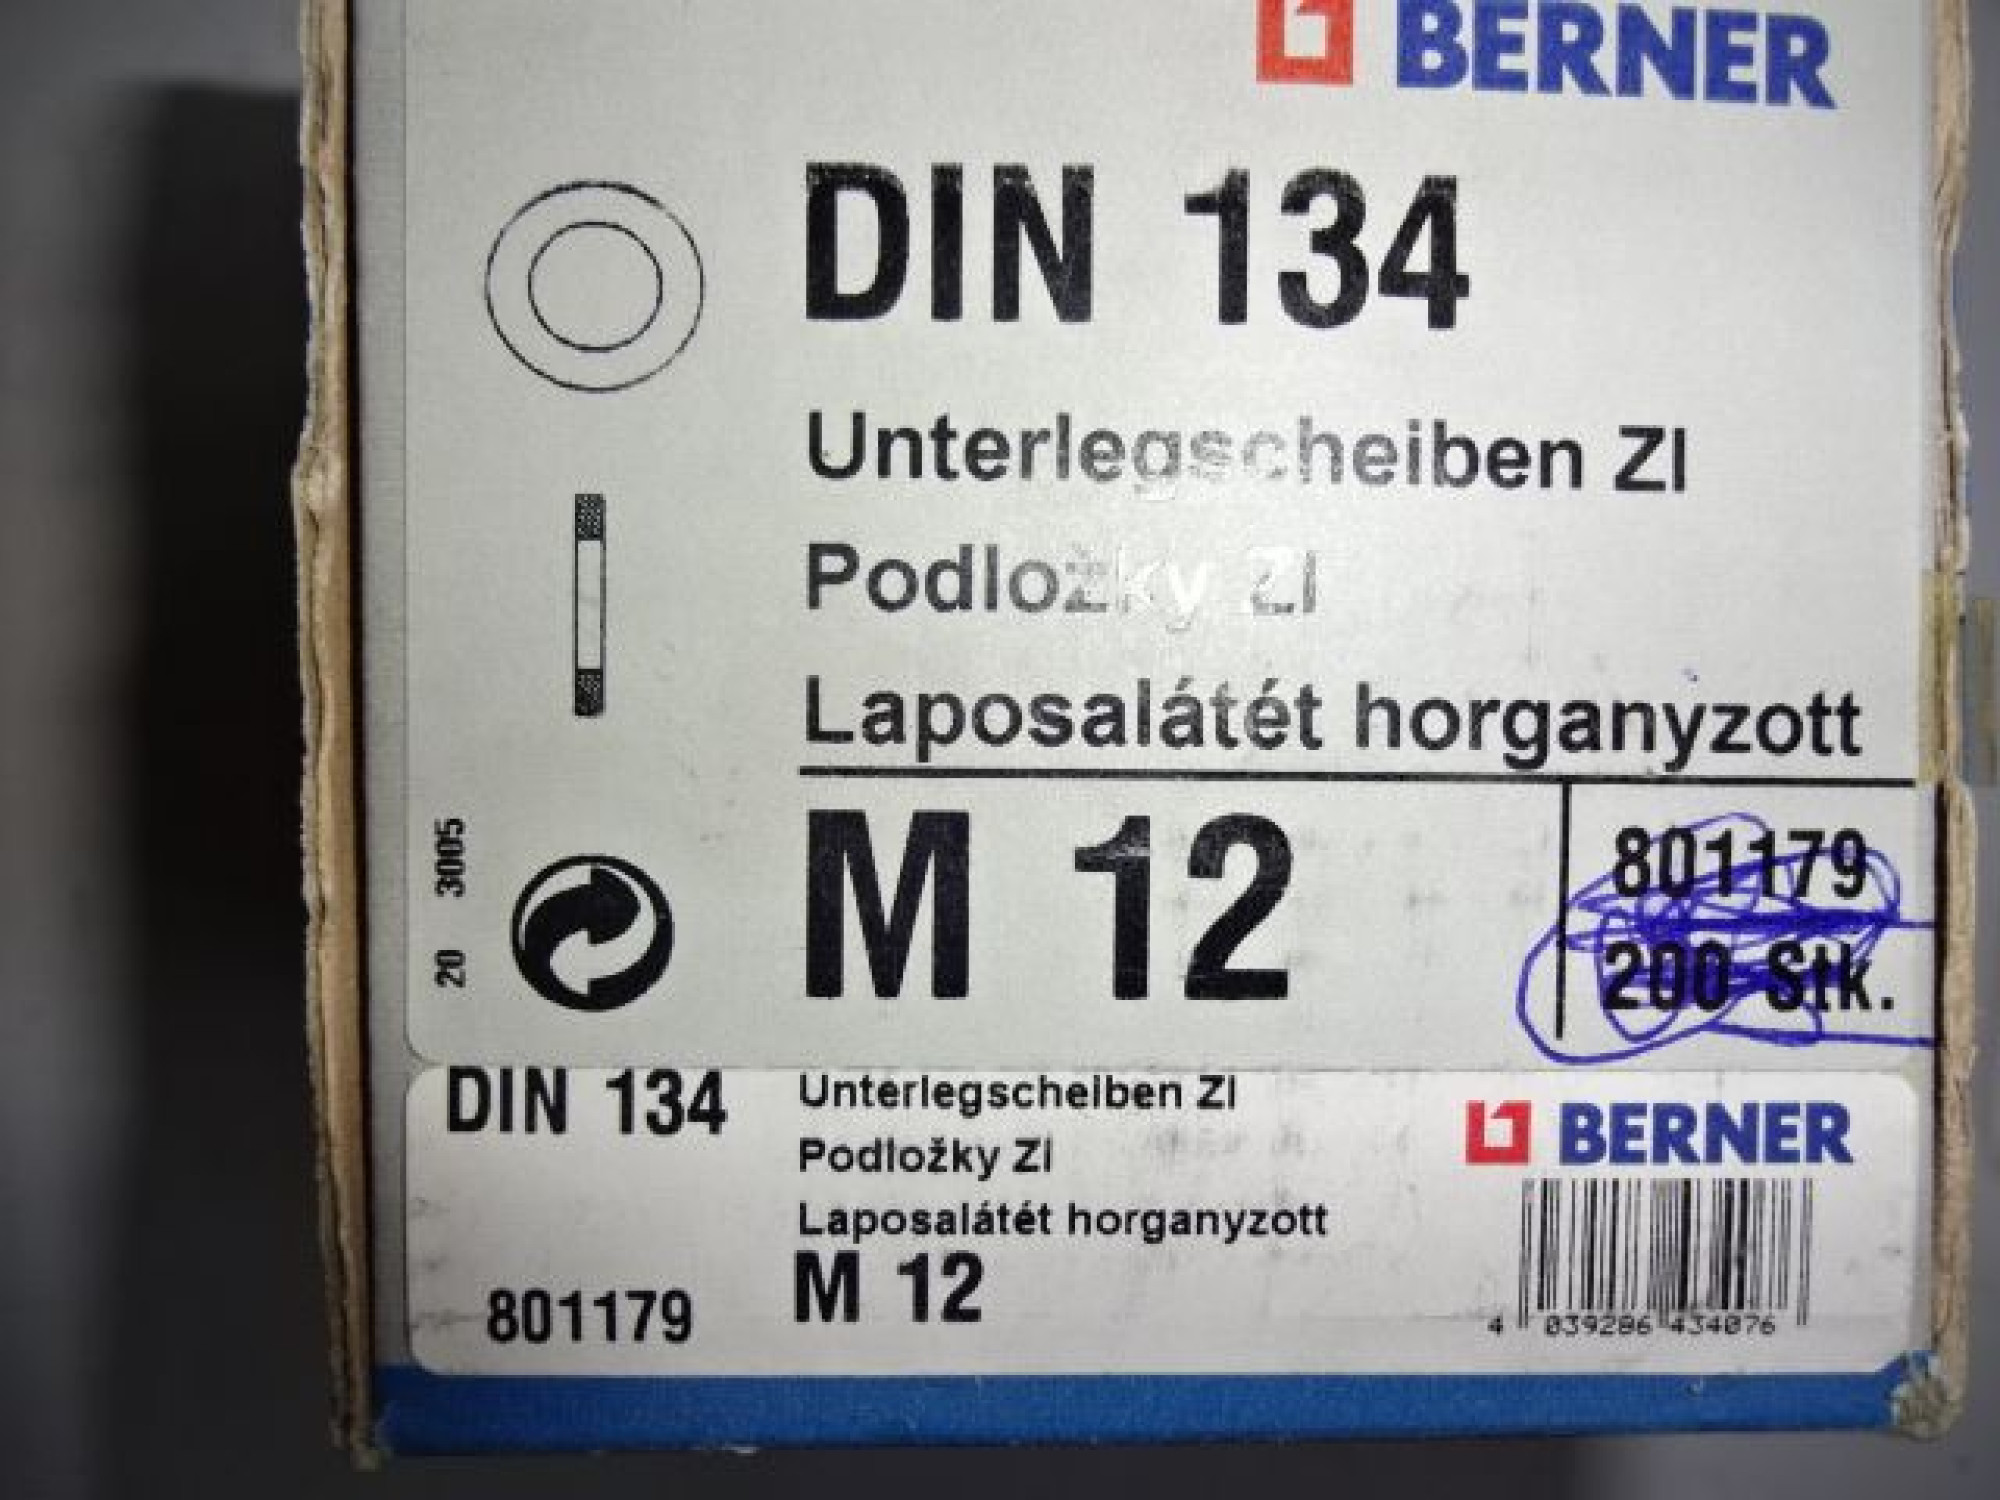 BERNER
DIN 134
Unterlegscheiben ZI
Podložky ZI
Laposalátét horganyzott
M 12
801179
200 Stk.
20 3005
DIN 134
Unterlegscheiben ZI
Podložky ZI
Laposalátét horganyzott
M 12
801179
BERNER
4 039286 434076